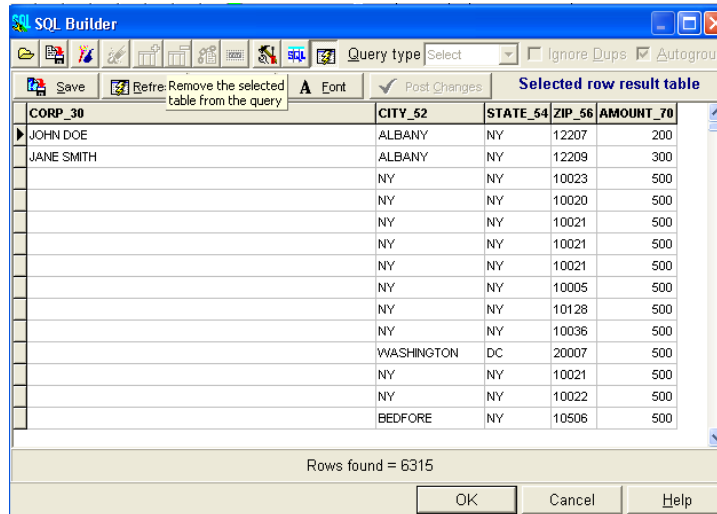 SQL SQL Builder
SQL Query type Select Ignore Dups Autogrou
Save Refre Font Post Changes Selected row result table
Remove the selected
table from the query
CORP_30 CITY_52 STATE_54 ZIP_56 AMOUNT_70
JOHN DOE ALBANY NY 12207 200
JANE SMITH ALBANY NY 12209 300
NY NY 10023 500
NY NY 10020 500
NY NY 10021 500
NY NY 10021 500
NY NY 10021 500
NY NY 10005 500
NY NY 10128 500
NY NY 10036 500
WASHINGTON DC 20007 500
NY NY 10021 500
NY NY 10022 500
BEDFORE NY 10506 500
Rows found = 6315
OK Cancel Help